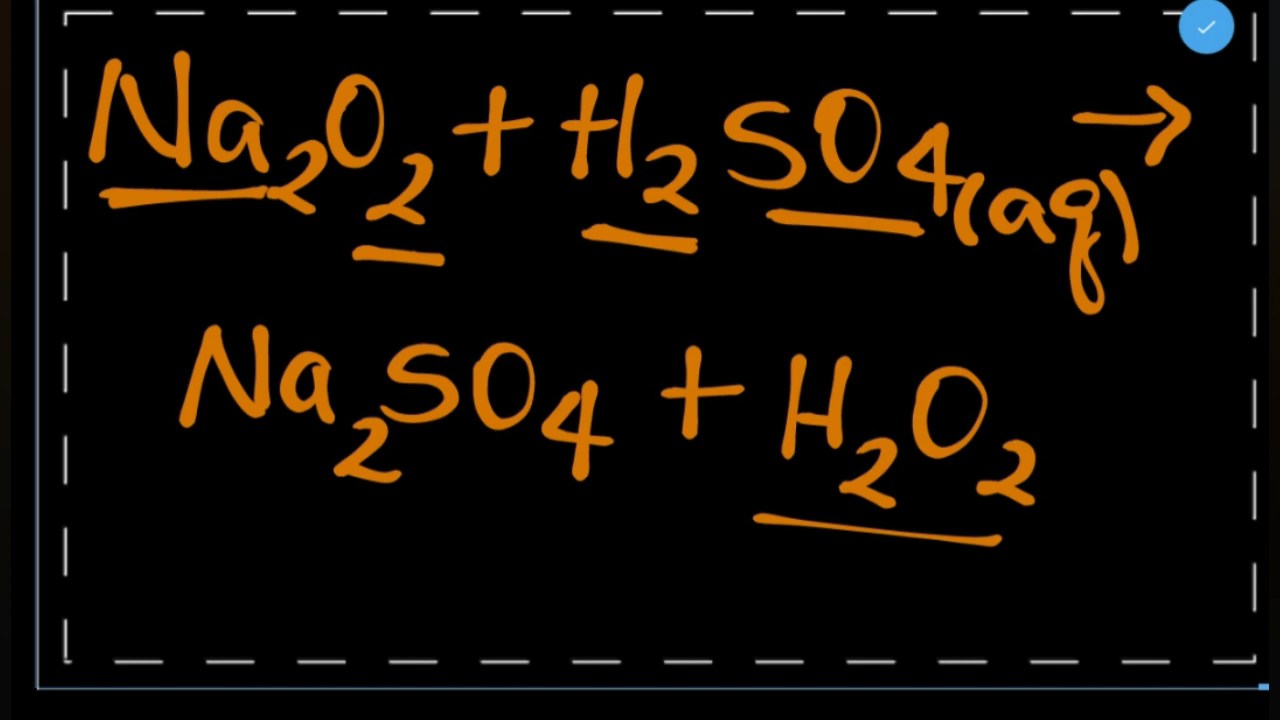 Na₂O₂ + H₂SO₄(aq) →
Na₂SO₄ + H₂O₂